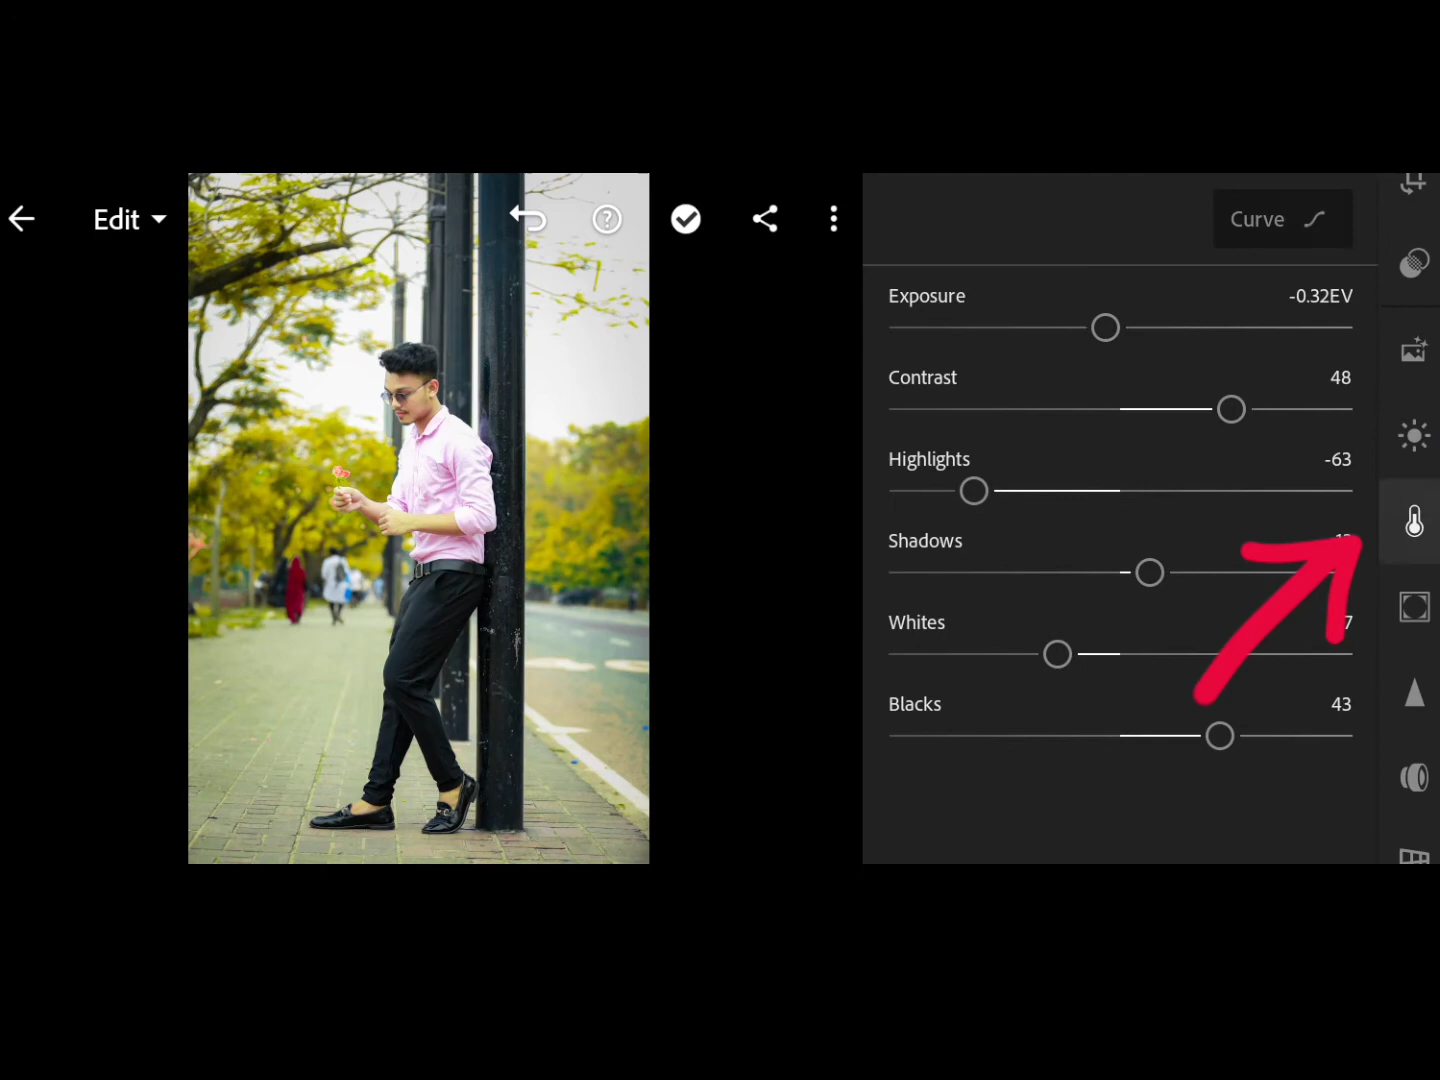 Edit
Curve
Exposure -0.32EV
Contrast 48
Highlights -63
Shadows
Whites
Blacks 43